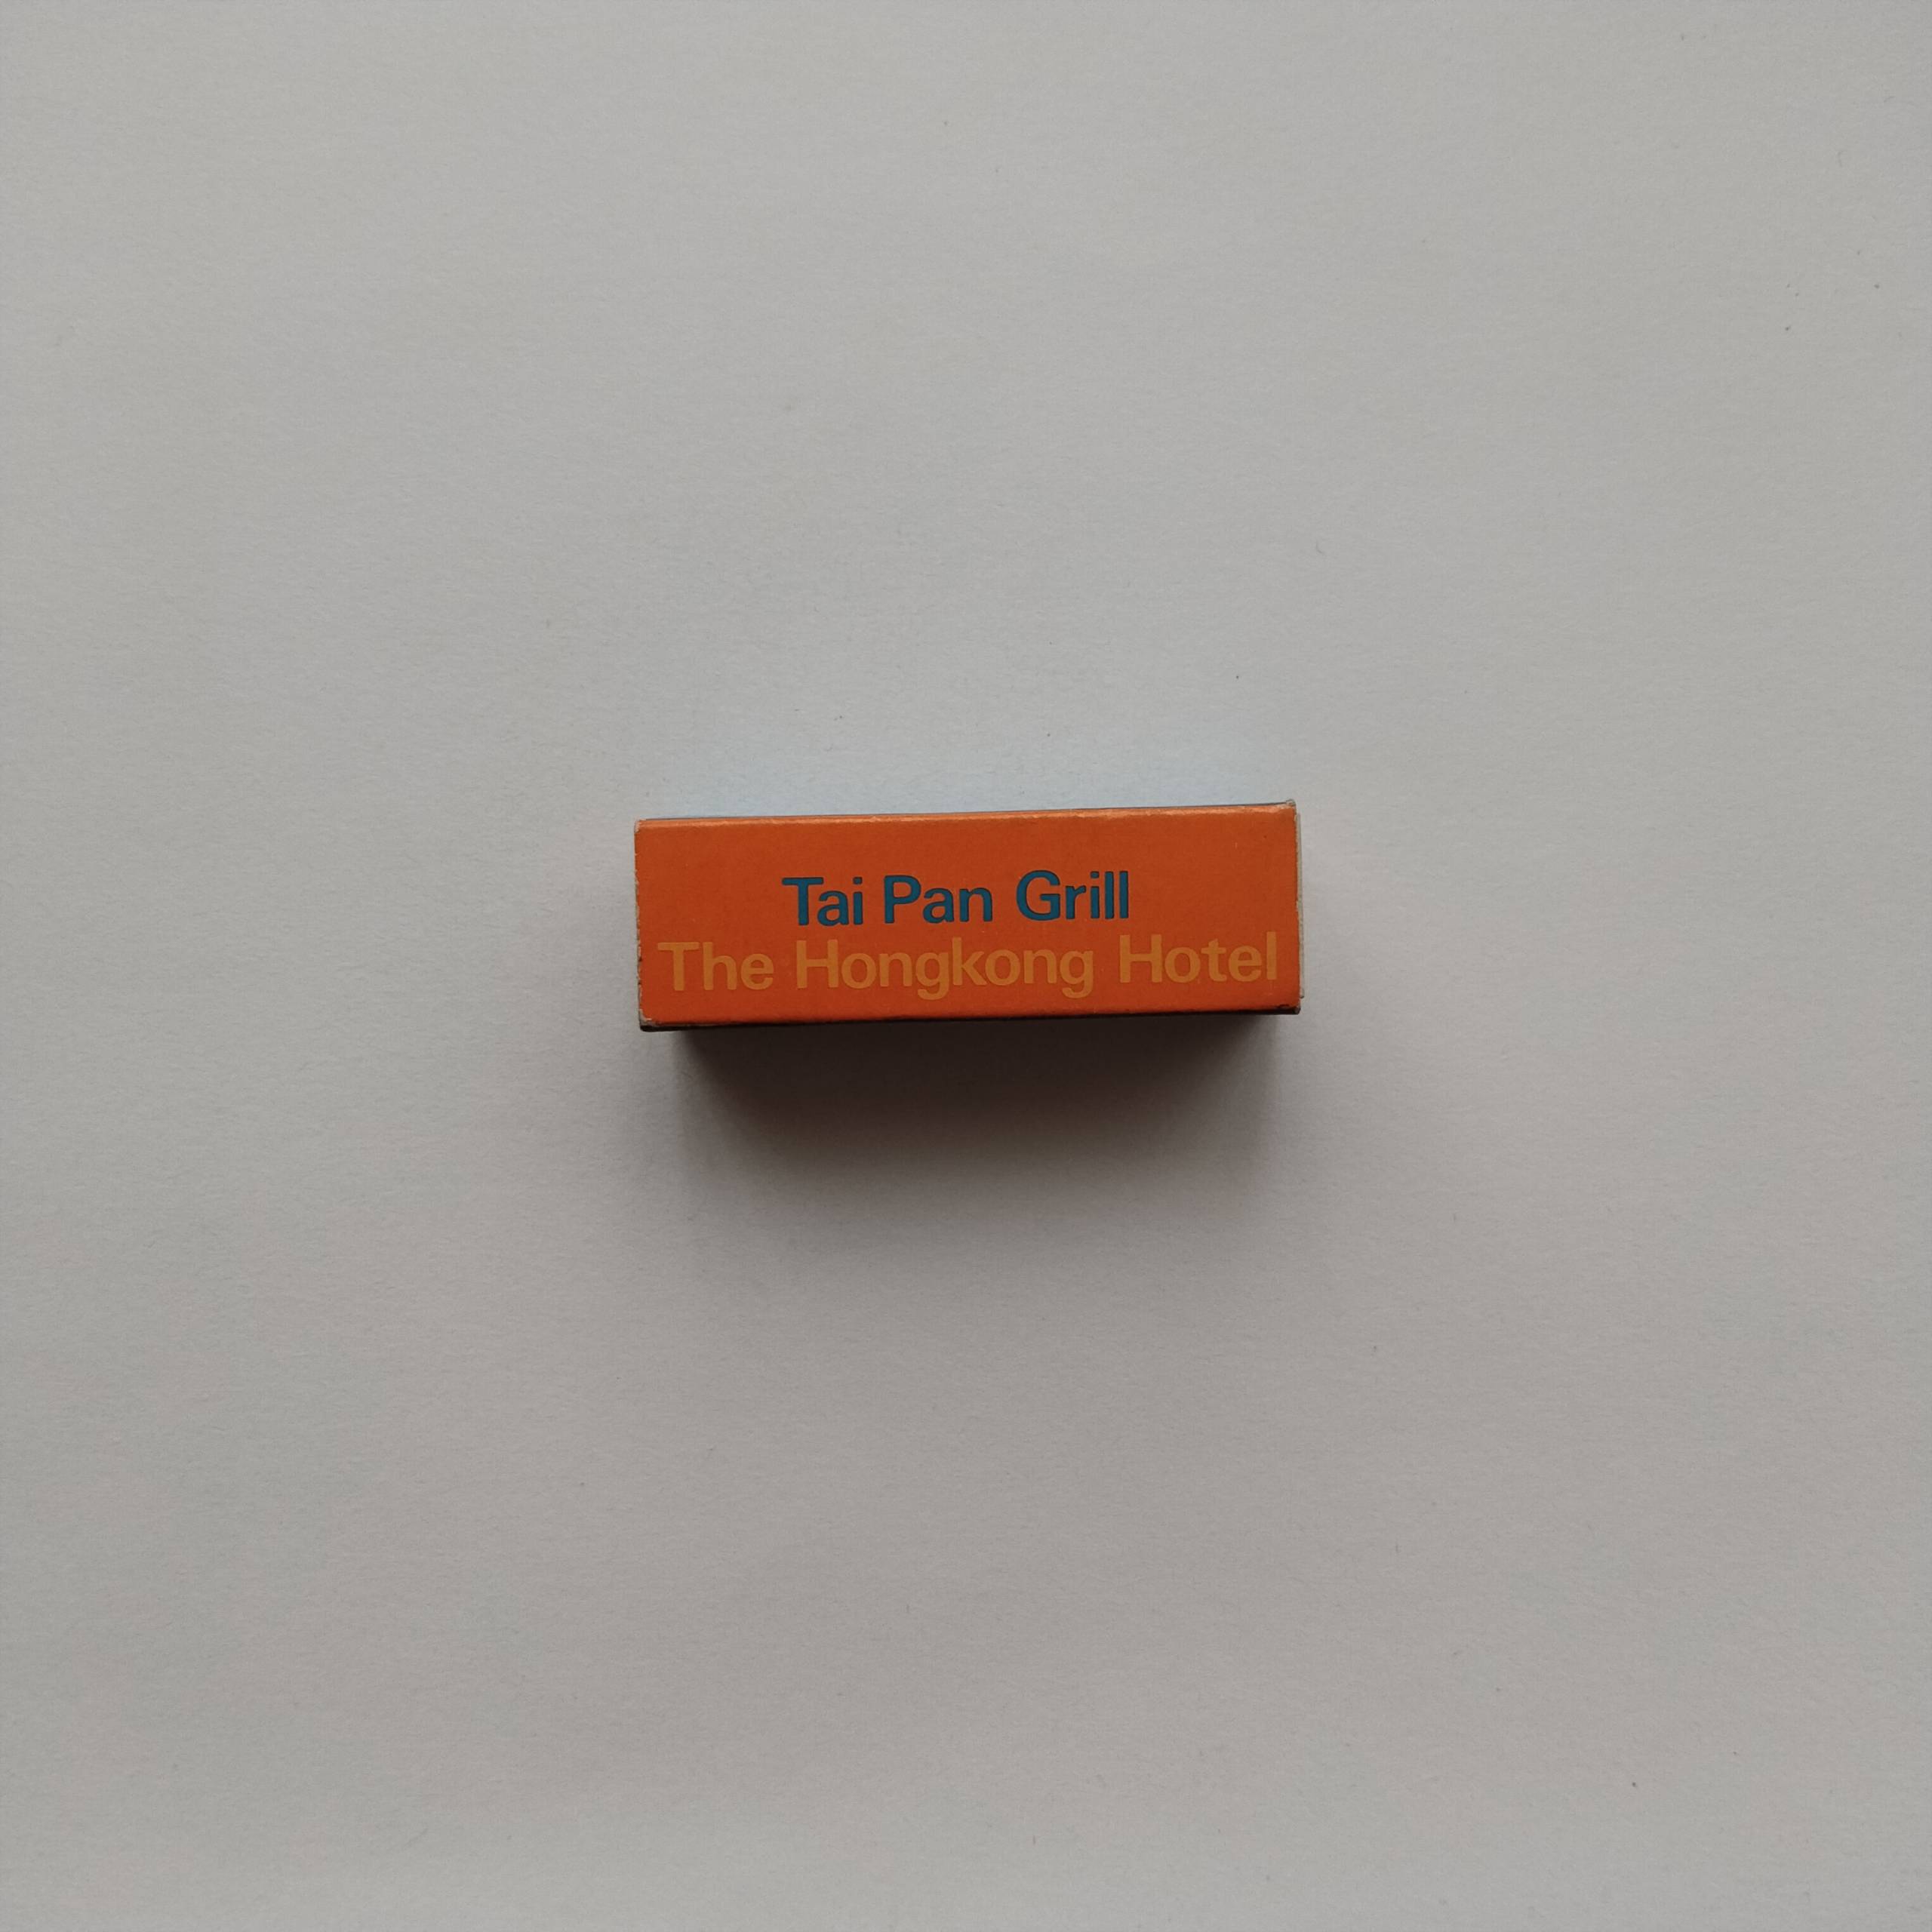 Tai Pan Grill
The Hongkong Hotel